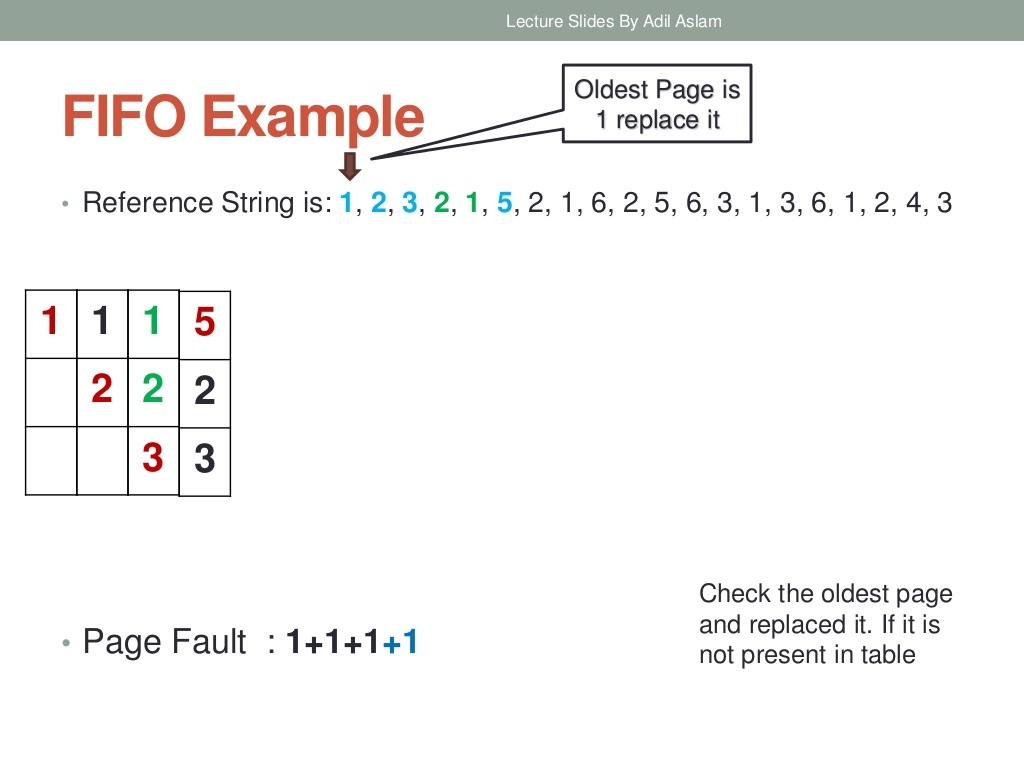 Lecture Slides By Adil Aslam
Oldest Page is
1 replace it
FIFO Example
• Reference String is: 1, 2, 3, 2, 1, 5, 2, 1, 6, 2, 5, 6, 3, 1, 3, 6, 1, 2, 4, 3
1 1 1 5
2 2 2
3 3
Check the oldest page
and replaced it. If it is
not present in table
• Page Fault : 1+1+1+1